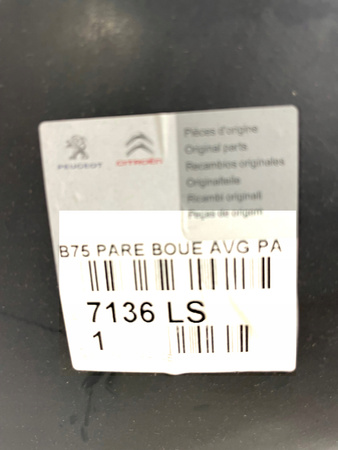 PEUGEOT CITROËN
Pièces d'origine
Original parts
Recambios originales
Originalteile
Ricambi originali
Peças de origem
B75 PARE BOUE AVG PA
7136 LS
1